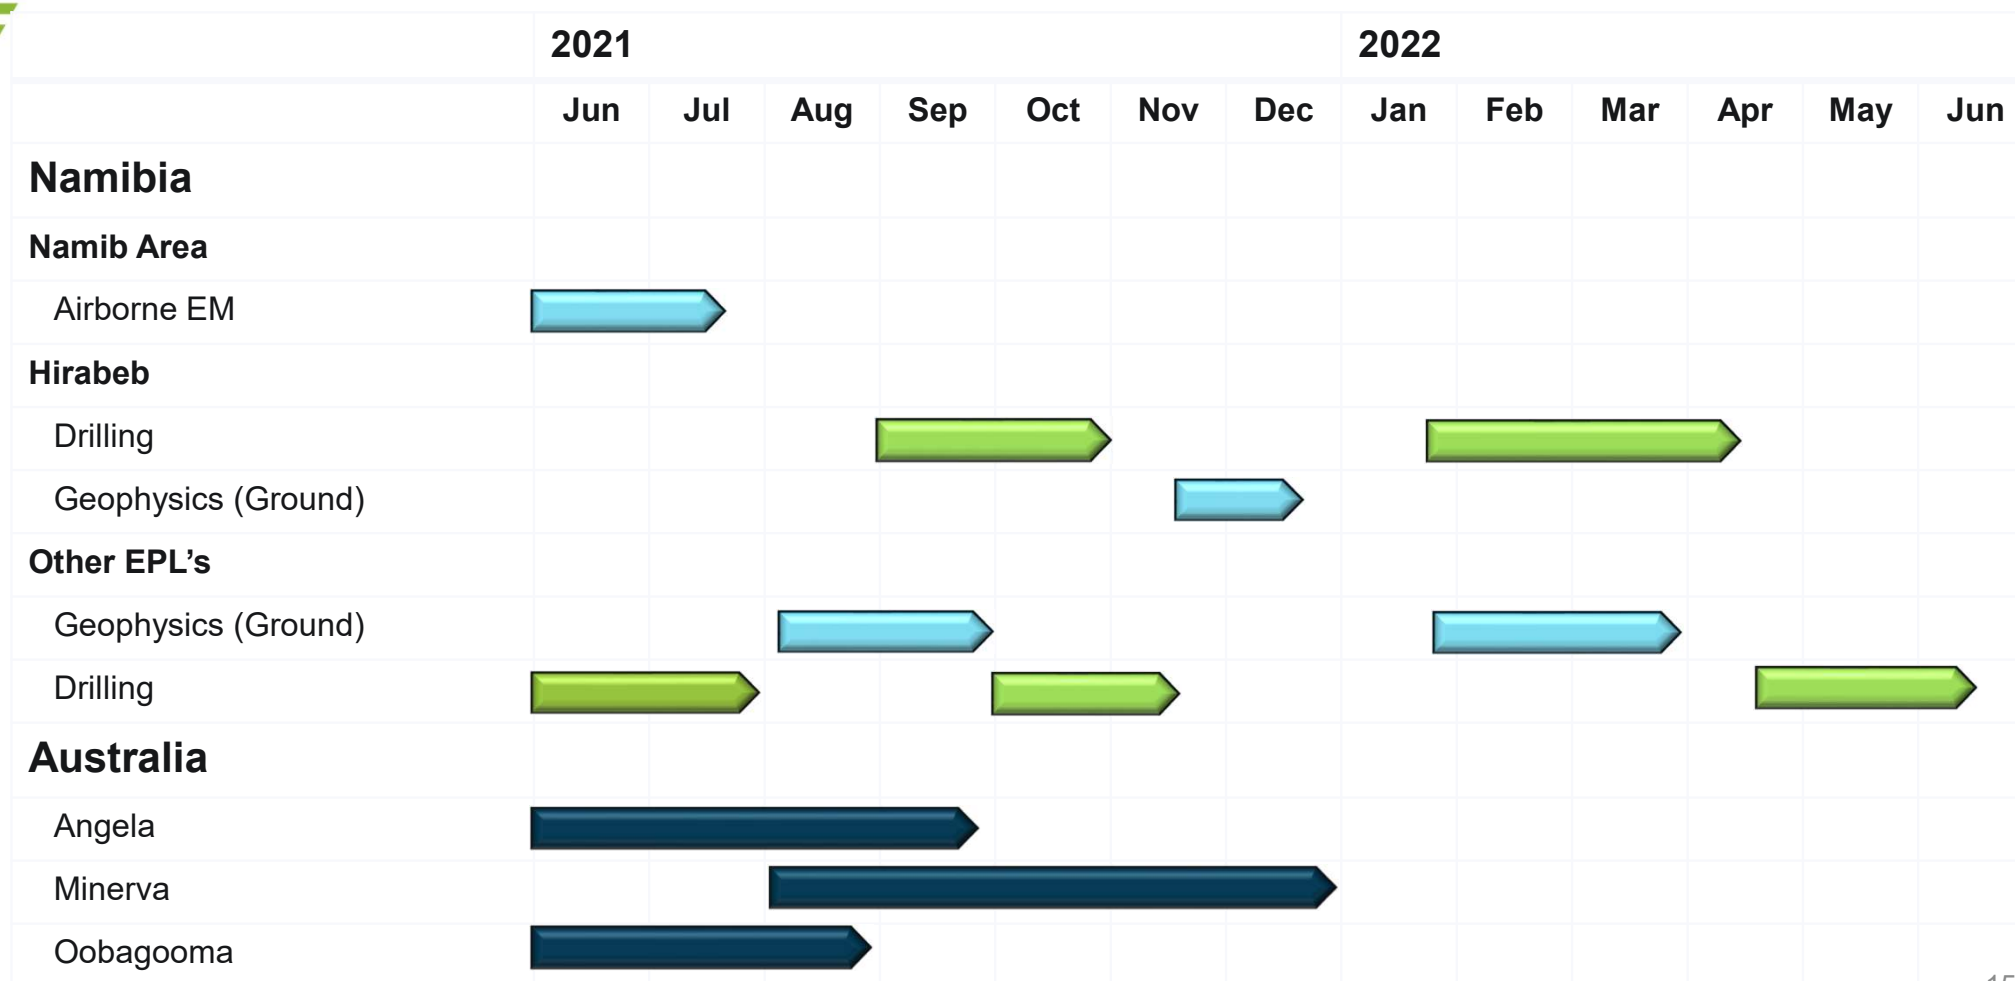 2021 2022
Jun Jul Aug Sep Oct Nov Dec Jan Feb Mar Apr May Jun
Namibia
Namib Area
Airborne EM
Hirabeb
Drilling
Geophysics (Ground)
Other EPL’s
Geophysics (Ground)
Drilling
Australia
Angela
Minerva
Oobagooma